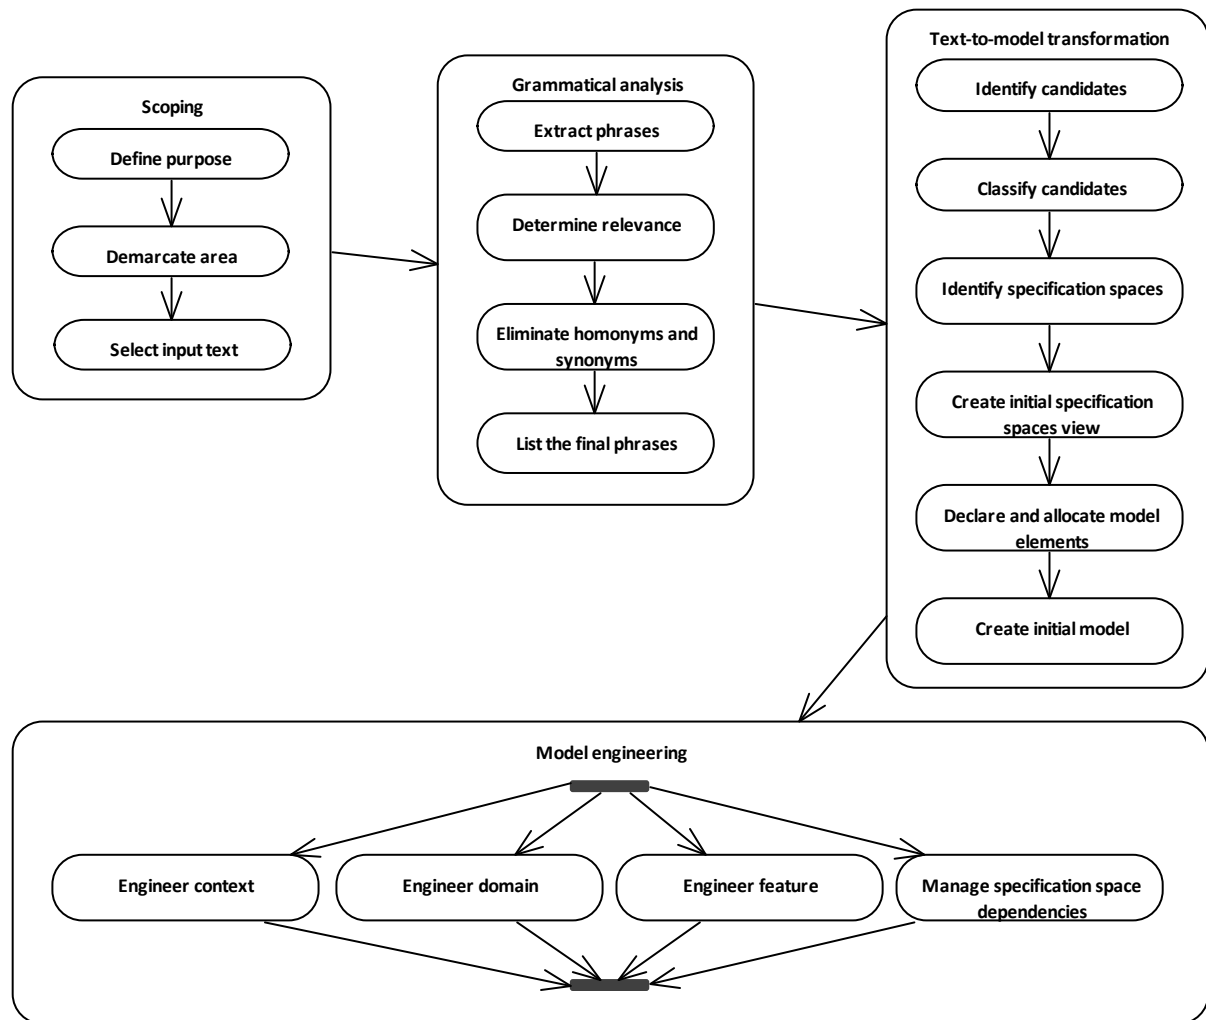 Scoping
Define purpose
Demarcate area
Select input text
Grammatical analysis
Extract phrases
Determine relevance
Eliminate homonyms and
synonyms
List the final phrases
Text-to-model transformation
Identify candidates
Classify candidates
Identify specification spaces
Create initial specification
spaces view
Declare and allocate model
elements
Create initial model
Model engineering
Engineer context
Engineer domain
Engineer feature
Manage specification space
dependencies